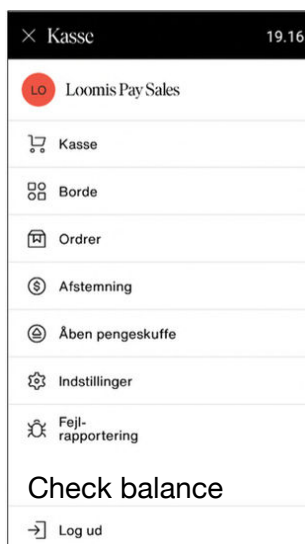 × Kasse 19.16
LO Loomis Pay Sales
Kasse
Borde
Ordrer
Afstemning
Åben pengeskuffe
Indstillinger
Fejl-
rapportering
Check balance
Log ud